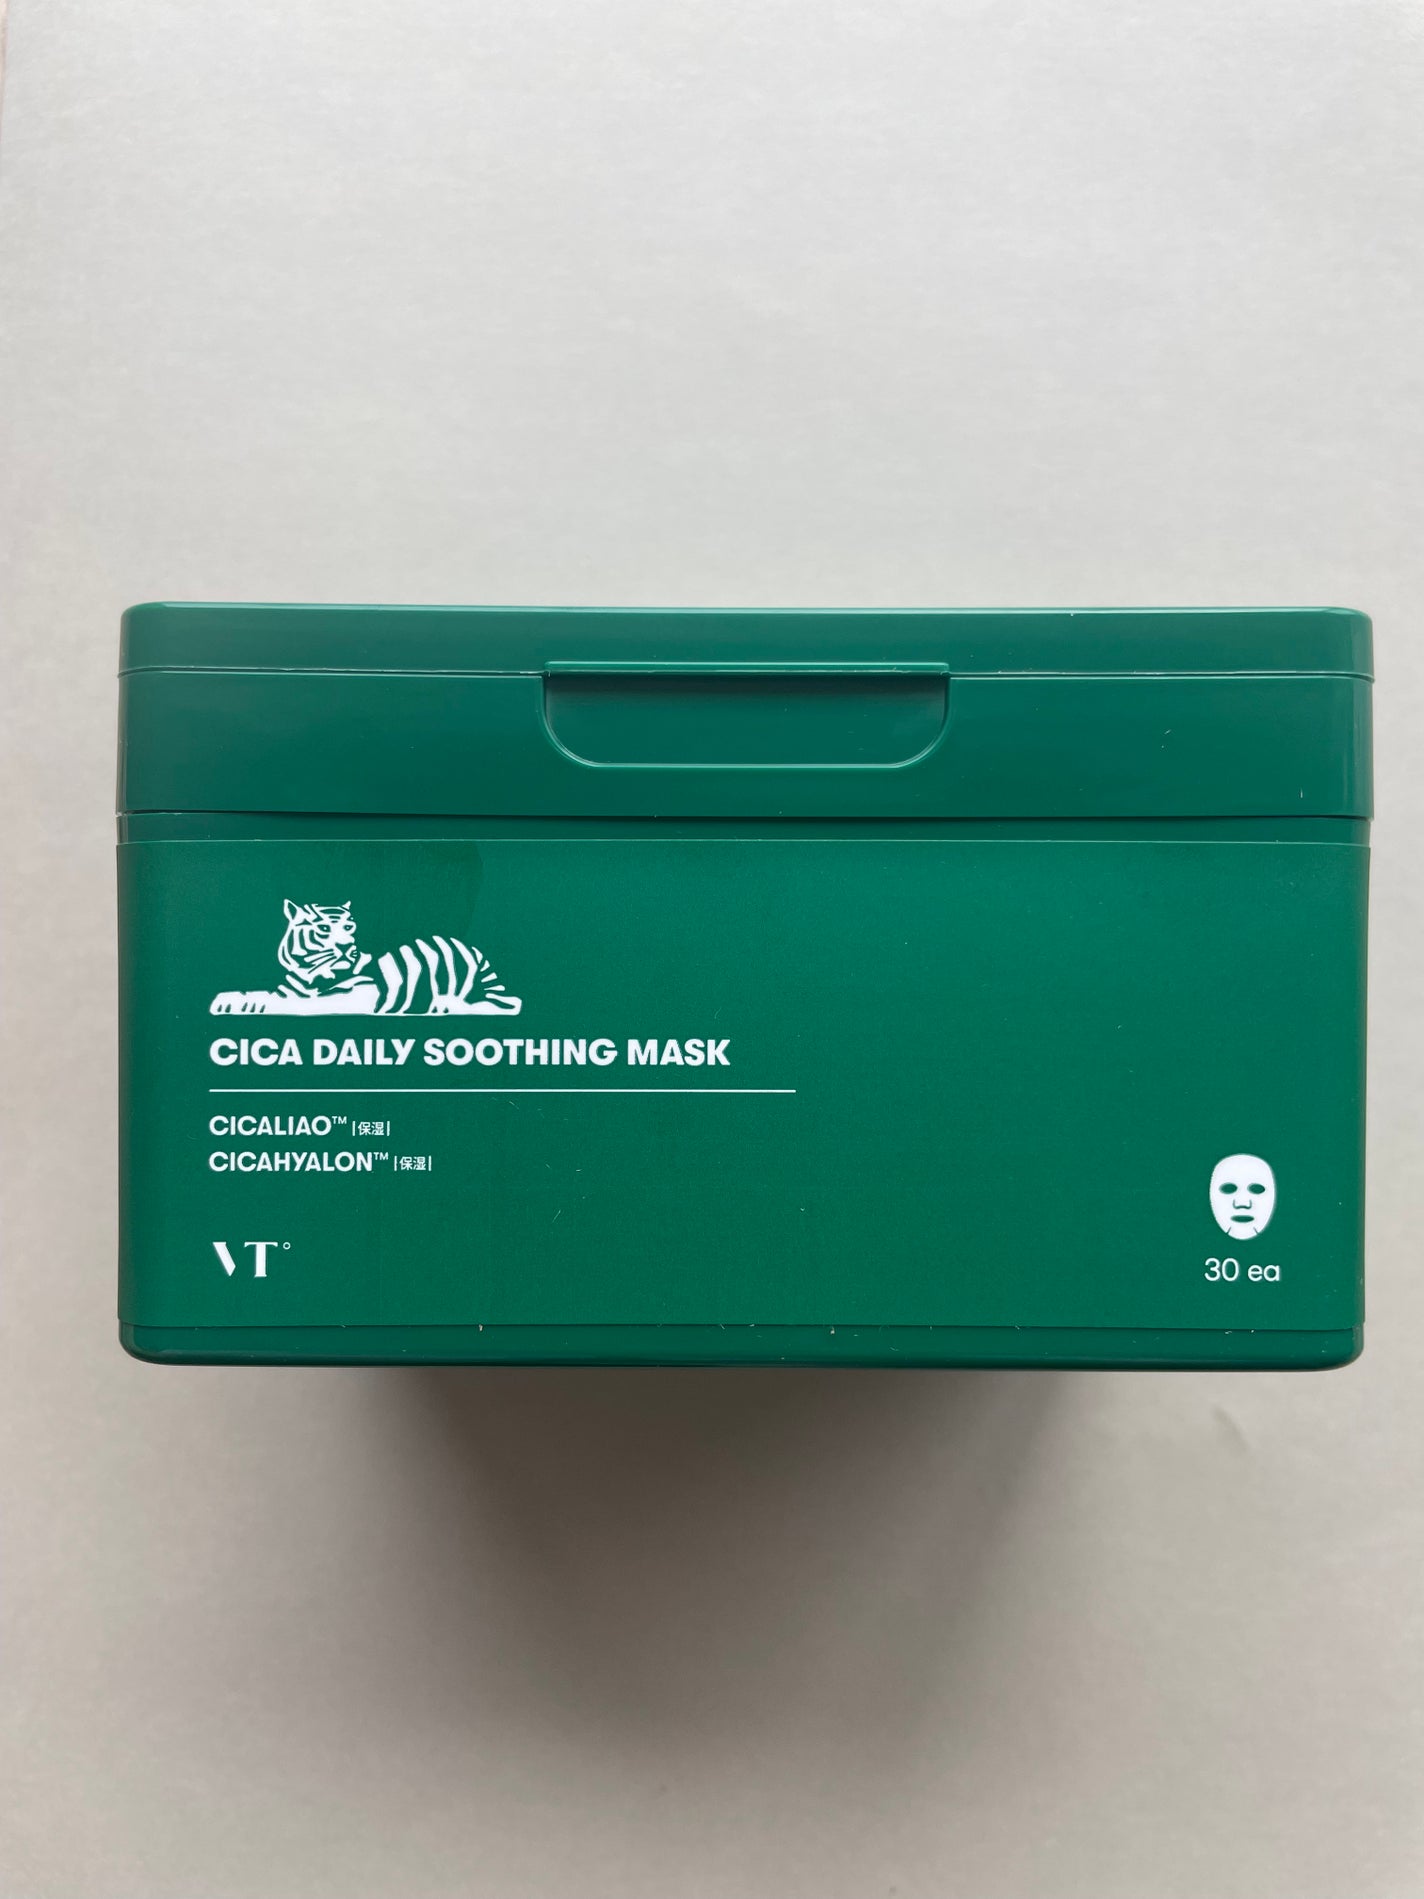 CICA DAILY SOOTHING MASK
CICALIAO™ |保湿|
CICAHYALON™ |保湿|
VT°
30 ea